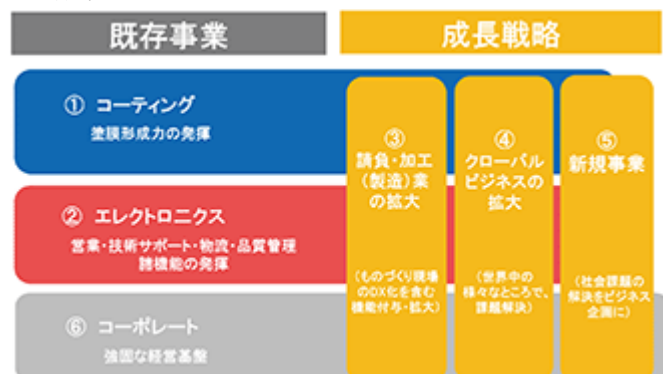 既存事業
成長戦略
① コーティング
塗膜形成力の発揮
② エレクトロニクス
営業・技術サポート・物流・品質管理
諸機能の発揮
⑥ コーポレート
強固な経営基盤
③
請負・加工
（製造）業
の拡大
（ものづくり現場
のDX化を含む
機能付与・拡大）
④
グローバル
ビジネスの
拡大
（世界中の
様々なところで、
課題解決）
⑤
新規事業
（社会課題の
解決をビジネス
企画に）